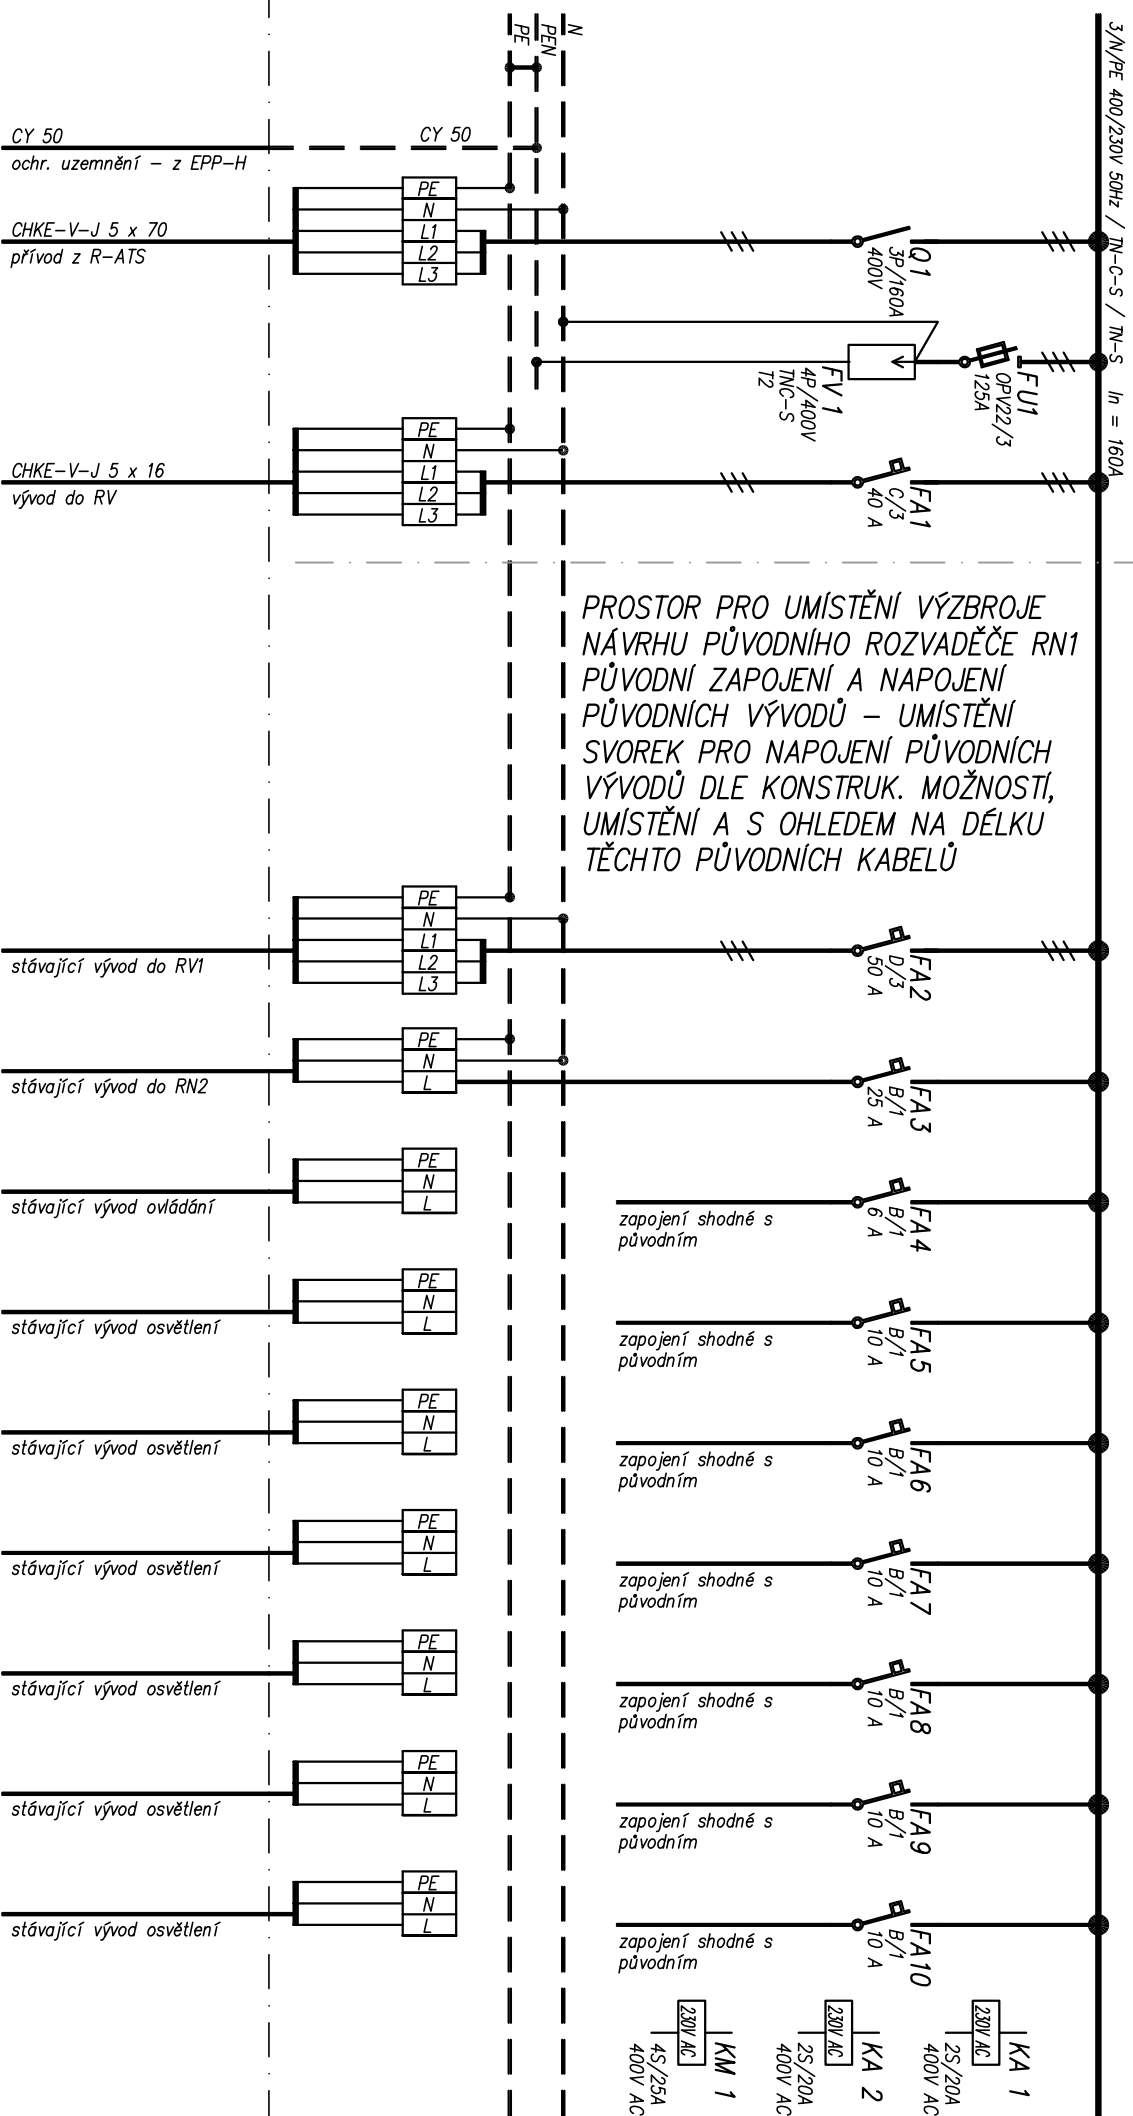 3/N/PE 400/230V 50Hz / TN-C-S / TN-S In = 160A
N
PEN
PE
CY 50
ochr. uzemnění - z EPP-H
CY 50
CHKE-V-J 5 x 70
přívod z R-ATS
PE
N
L1
L2
L3
Q1
3P/160A
400V
FU1
OPV22/3
125A
FV 1
4P/400V
TNC-S
T2
CHKE-V-J 5 x 16
vývod do RV
PE
N
L1
L2
L3
FA1
C/3
40 A
PROSTOR PRO UMÍSTĚNÍ VÝZBROJE
NÁVRHU PŮVODNÍHO ROZVADĚČE RN1
PŮVODNÍ ZAPOJENÍ A NAPOJENÍ
PŮVODNÍCH VÝVODŮ - UMÍSTĚNÍ
SVOREK PRO NAPOJENÍ PŮVODNÍCH
VÝVODŮ DLE KONSTRUK. MOŽNOSTÍ,
UMÍSTĚNÍ A S OHLEDEM NA DÉLKU
TĚCHTO PŮVODNÍCH KABELŮ
stávající vývod do RV1
PE
N
L1
L2
L3
FA2
D/3
50 A
stávající vývod do RN2
PE
N
L
FA3
B/1
25 A
stávající vývod ovládání
PE
N
L
zapojení shodné s
původním
FA4
B/1
6 A
stávající vývod osvětlení
PE
N
L
zapojení shodné s
původním
FA5
B/1
10 A
stávající vývod osvětlení
PE
N
L
zapojení shodné s
původním
FA6
B/1
10 A
stávající vývod osvětlení
PE
N
L
zapojení shodné s
původním
FA7
B/1
10 A
stávající vývod osvětlení
PE
N
L
zapojení shodné s
původním
FA8
B/1
10 A
stávající vývod osvětlení
PE
N
L
zapojení shodné s
původním
FA9
B/1
10 A
stávající vývod osvětlení
PE
N
L
zapojení shodné s
původním
FA10
B/1
10 A
230V AC
KA 1
2S/20A
400V AC
230V AC
KA 2
2S/20A
400V AC
230V AC
KM 1
4S/25A
400V AC